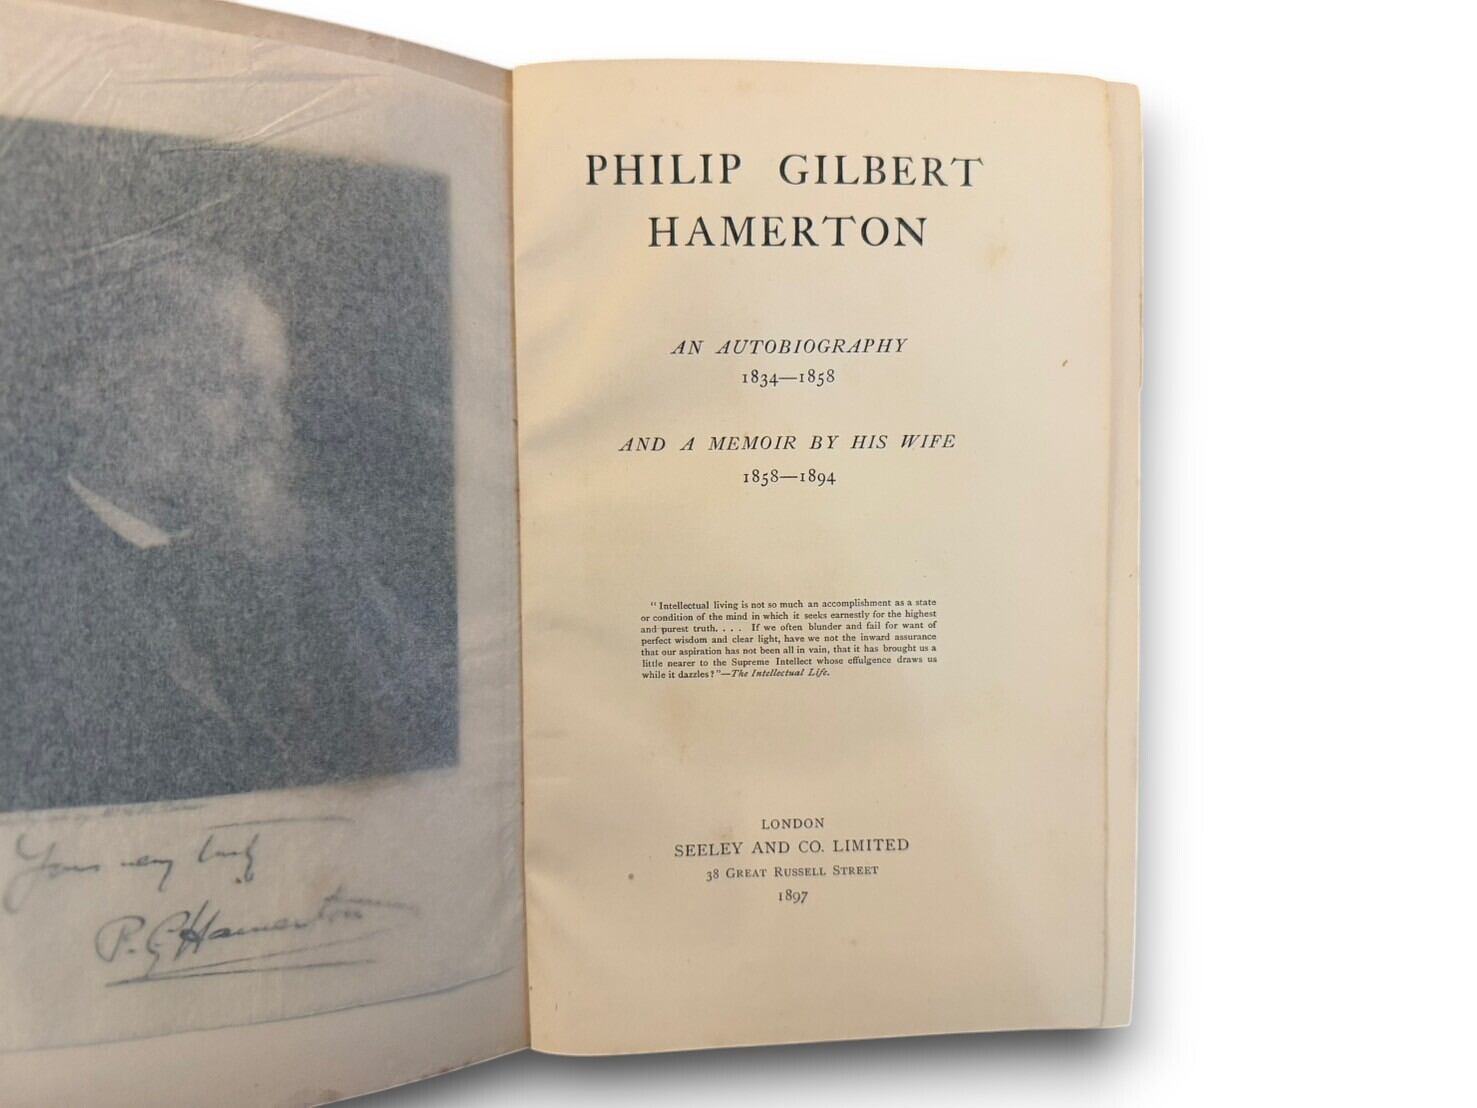 Yours very truly
P. G. Hamerton
PHILIP GILBERT
HAMERTON
AN AUTOBIOGRAPHY
1834—1858
AND A MEMOIR BY HIS WIFE
1858—1894
“Intellectual living is not so much an accomplishment as a state
or condition of the mind in which it seeks earnestly for the highest
and purest truth. . . . If we often blunder and fail for want of
perfect wisdom and clear light, have we not the inward assurance
that our aspiration has not been all in vain, that it has brought us a
little nearer to the Supreme Intellect whose effulgence draws us
while it dazzles?”—The Intellectual Life.
LONDON
SEELEY AND CO. LIMITED
38 GREAT RUSSELL STREET
1897